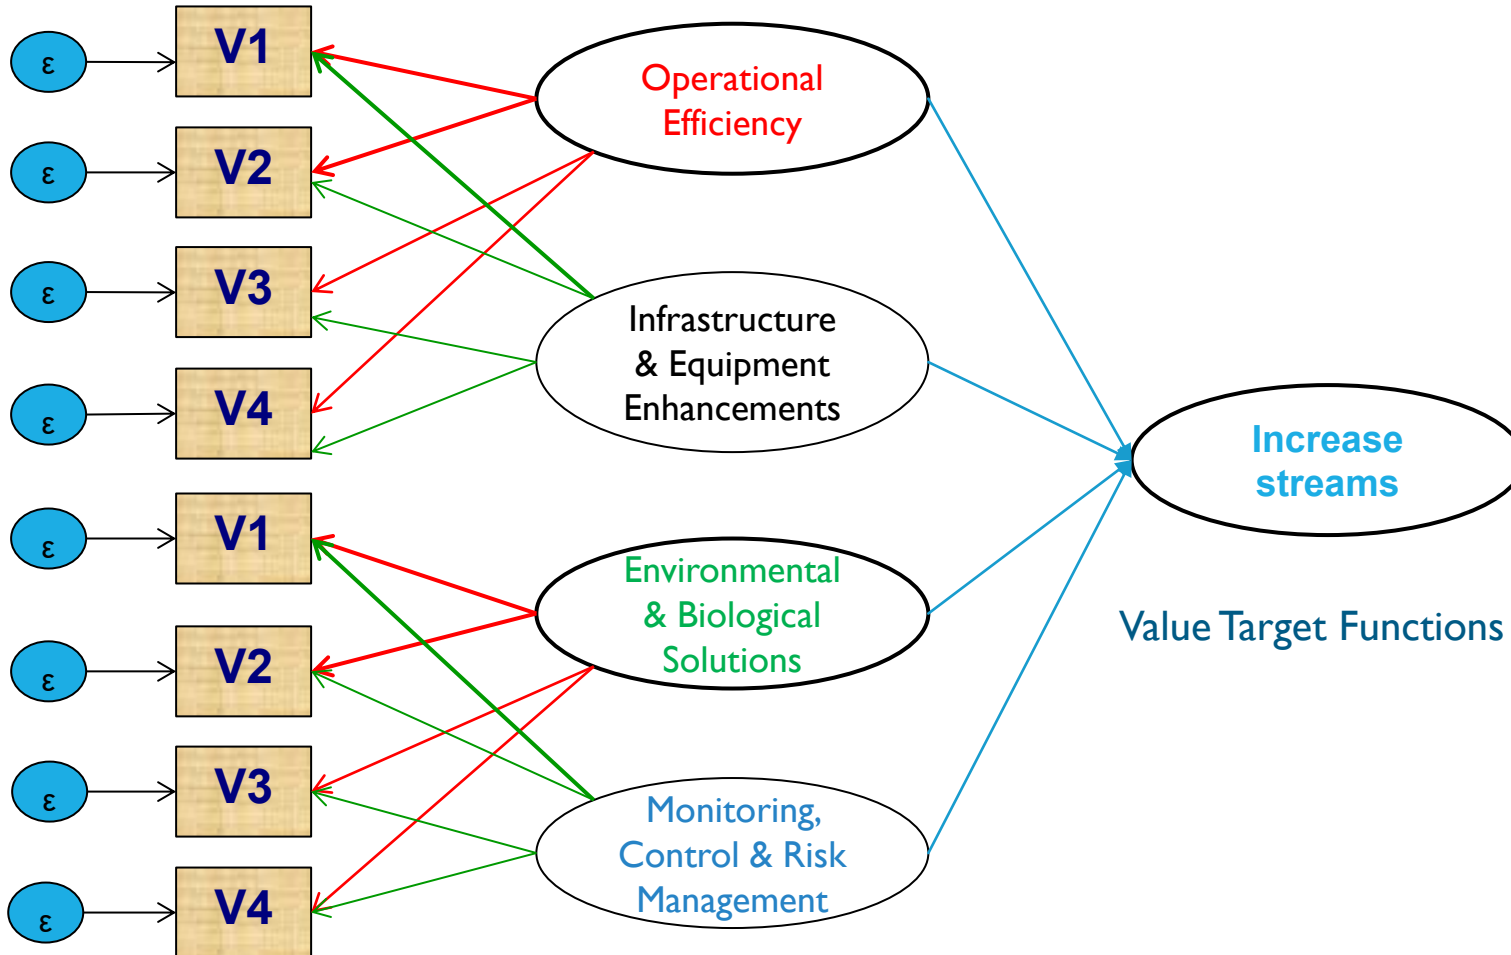 ε
V1
ε
V2
ε
V3
ε
V4
ε
V1
ε
V2
ε
V3
ε
V4
Operational
Efficiency
Infrastructure
& Equipment
Enhancements
Environmental
& Biological
Solutions
Monitoring,
Control & Risk
Management
Increase
streams
Value Target Functions